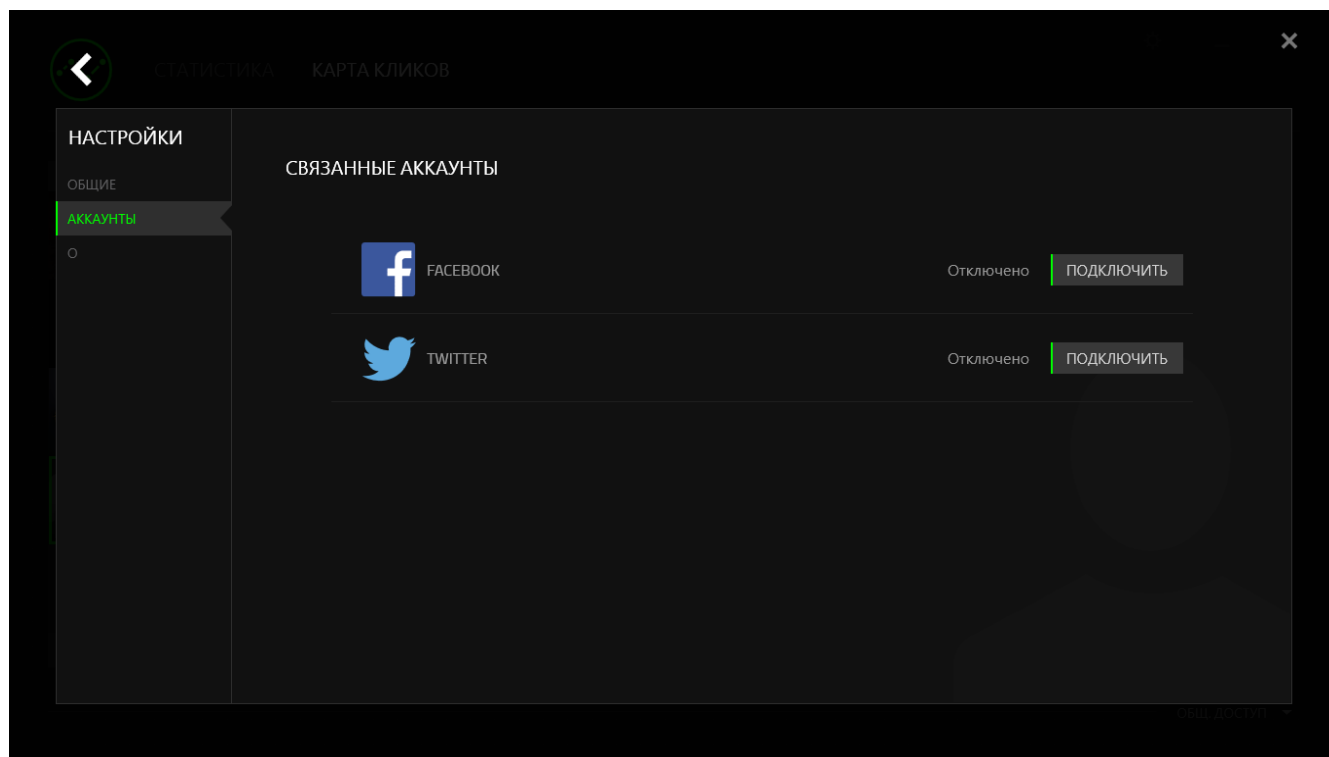 СТАТИСТИКА КАРТА КЛИКОВ
НАСТРОЙКИ
ОБЩИЕ
АККАУНТЫ
О
СВЯЗАННЫЕ АККАУНТЫ
FACEBOOK Отключено ПОДКЛЮЧИТЬ
TWITTER Отключено ПОДКЛЮЧИТЬ
ОБЩ. ДОСТУП